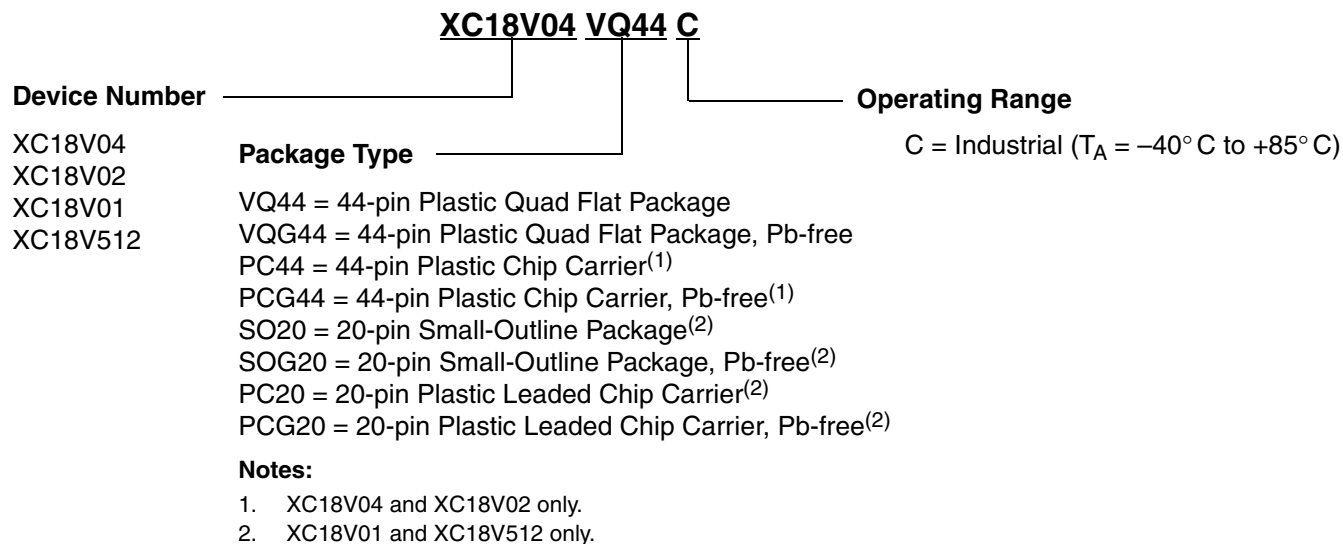 XC18V04 VQ44 C
Device Number
XC18V04
XC18V02
XC18V01
XC18V512
Package Type
VQ44 = 44-pin Plastic Quad Flat Package
VQG44 = 44-pin Plastic Quad Flat Package, Pb-free
PC44 = 44-pin Plastic Chip Carrier(1)
PCG44 = 44-pin Plastic Chip Carrier, Pb-free(1)
SO20 = 20-pin Small-Outline Package(2)
SOG20 = 20-pin Small-Outline Package, Pb-free(2)
PC20 = 20-pin Plastic Leaded Chip Carrier(2)
PCG20 = 20-pin Plastic Leaded Chip Carrier, Pb-free(2)
Notes:
1. XC18V04 and XC18V02 only.
2. XC18V01 and XC18V512 only.
Operating Range
C = Industrial (TA = –40° C to +85° C)